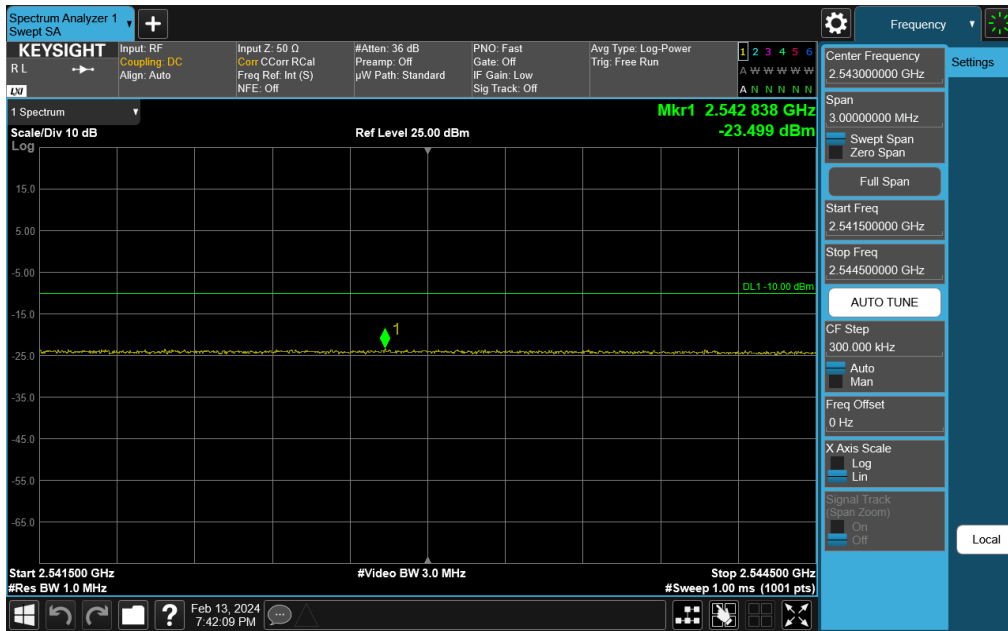 Spectrum Analyzer 1
Swept SA
Frequency
KEYSIGHT
R L
LXI
Input: RF
Coupling: DC
Align: Auto
Input Z: 50 Ω
Corr CCorr RCal
Freq Ref: Int (S)
NFE: Off
#Atten: 36 dB
Preamp: Off
µW Path: Standard
PNO: Fast
Gate: Off
IF Gain: Low
Sig Track: Off
Avg Type: Log-Power
Trig: Free Run
1 2 3 4 5 6
A W W W W W
A N N N N N
1 Spectrum
Scale/Div 10 dB
Log
Ref Level 25.00 dBm
Mkr1 2.542 838 GHz
-23.499 dBm
15.0
5.00
-5.00
DL1 -10.00 dBm
-15.0
1
-25.0
-35.0
-45.0
-55.0
-65.0
Start 2.541500 GHz
#Video BW 3.0 MHz
Stop 2.544500 GHz
#Res BW 1.0 MHz
#Sweep 1.00 ms (1001 pts)
Center Frequency
2.543000000 GHz
Settings
Span
3.00000000 MHz
Swept Span
Zero Span
Full Span
Start Freq
2.541500000 GHz
Stop Freq
2.544500000 GHz
AUTO TUNE
CF Step
300.000 kHz
Auto
Man
Freq Offset
0 Hz
X Axis Scale
Log
Lin
Signal Track
(Span Zoom)
On
Off
Local
?
Feb 13, 2024
7:42:09 PM